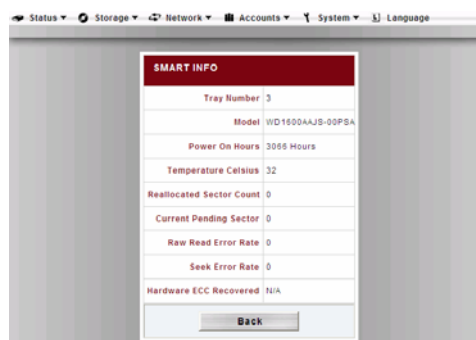 Status Storage Network Accounts System Language
SMART INFO
Tray Number 3
Model WD1600AAJS-00PSA
Power On Hours 3066 Hours
Temperature Celsius 32
Reallocated Sector Count 0
Current Pending Sector 0
Raw Read Error Rate 0
Seek Error Rate 0
Hardware ECC Recovered N/A
Back